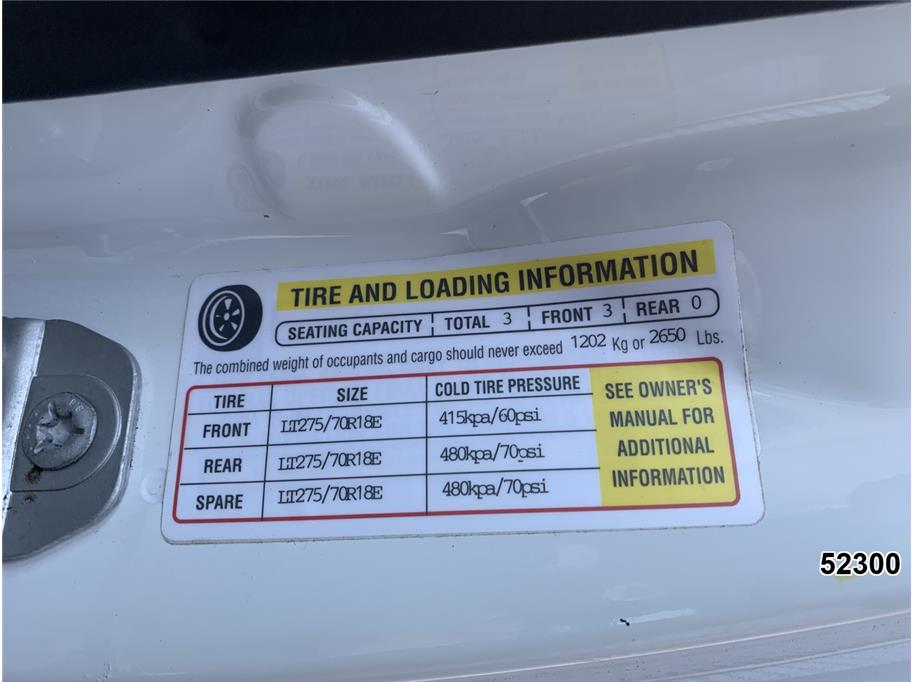 TIRE AND LOADING INFORMATION
SEATING CAPACITY TOTAL 3 FRONT 3 REAR 0
The combined weight of occupants and cargo should never exceed 1202 Kg or 2650 Lbs.
TIRE SIZE COLD TIRE PRESSURE
FRONT LT275/70R18E 415kpa/60psi
REAR LT275/70R18E 480kpa/70psi
SPARE LT275/70R18E 480kpa/70psi
SEE OWNER'S
MANUAL FOR
ADDITIONAL
INFORMATION
52300